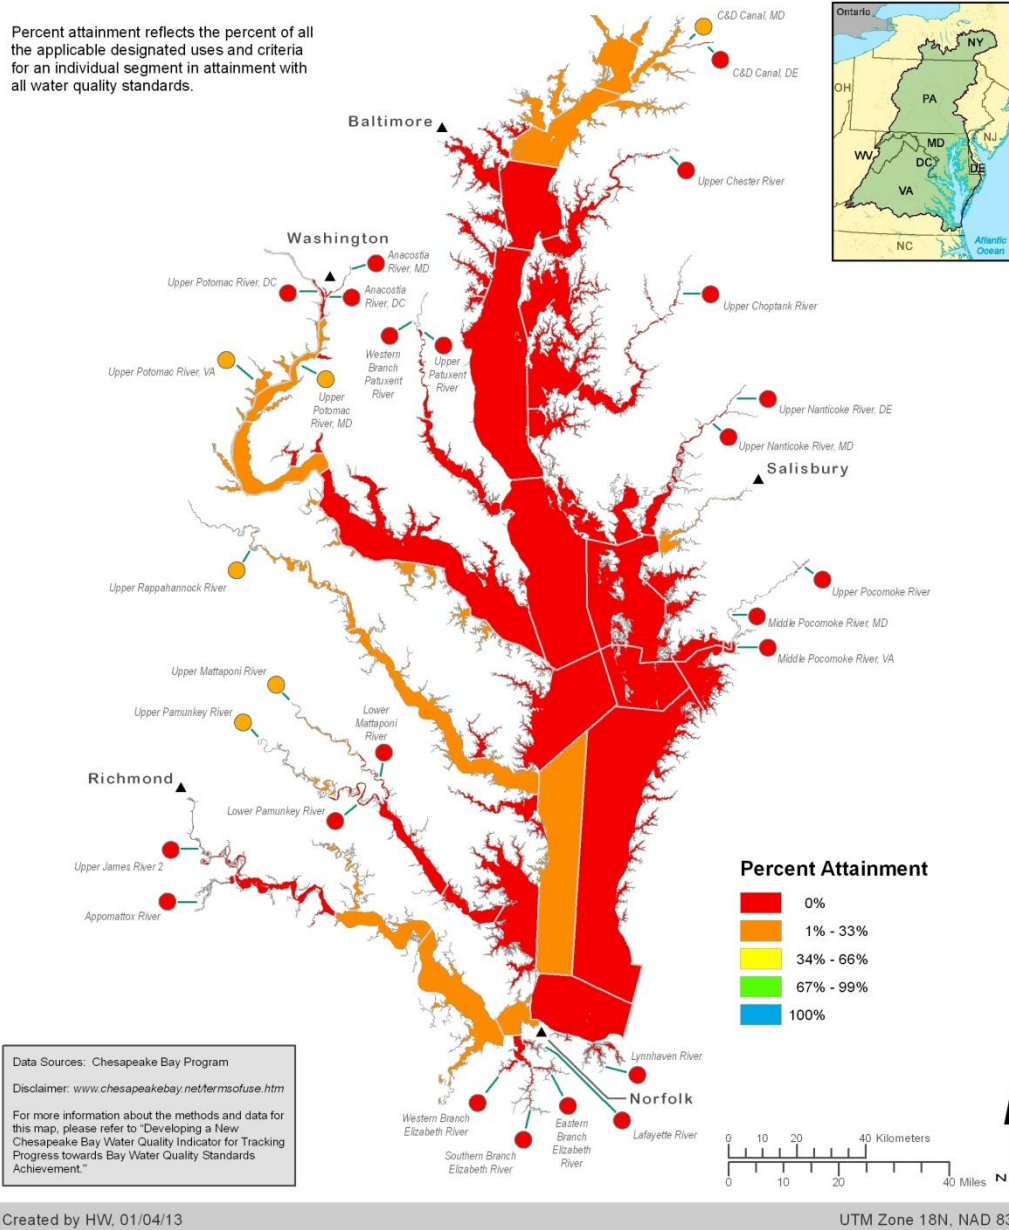 Percent attainment reflects the percent of all
the applicable designated uses and criteria
for an individual segment in attainment with
all water quality standards.
C&D Canal, MD
C&D Canal, DE
Ontario
NY
OH
PA
NJ
MD
WV
DC
DE
VA
NC
Atlantic
Ocean
Baltimore
Upper Chester River
Washington
Anacostia
River, MD
Upper Potomac River, DC
Anacostia
River, DC
Upper Choptank River
Western
Branch
Patuxent
River
Upper
Patuxent
River
Upper Potomac River, VA
Upper
Potomac
River, MD
Upper Nanticoke River, DE
Upper Nanticoke River, MD
Salisbury
Upper Rappahannock River
Upper Pocomoke River
Middle Pocomoke River, MD
Middle Pocomoke River, VA
Upper Mattaponi River
Upper Pamunkey River
Lower
Mattaponi
River
Richmond
Lower Pamunkey River
Upper James River 2
Appomattox River
Percent Attainment
0%
1% - 33%
34% - 66%
67% - 99%
100%
Data Sources: Chesapeake Bay Program
Disclaimer: www.chesapeakebay.net/termsofuse.htm
For more information about the methods and data for
this map, please refer to "Developing a New
Chesapeake Bay Water Quality Indicator for Tracking
Progress towards Bay Water Quality Standards
Achievement."
Lynnhaven River
Norfolk
Western Branch
Elizabeth River
Eastern
Branch
Elizabeth
River
Lafayette River
Southern Branch
Elizabeth River
0 10 20 40 Kilometers
0 10 20 40 Miles
N
Created by HW, 01/04/13
UTM Zone 18N, NAD 83